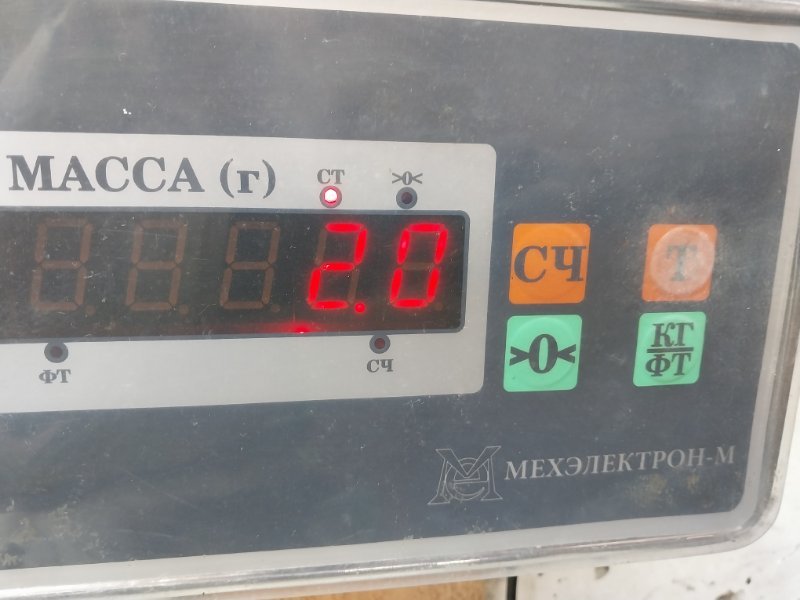 МАССА (г)
СТ
>0<
2.0
ФТ
СЧ
СЧ
Т
>0<
КГ
ФТ
МЕХЭЛЕКТРОН-М